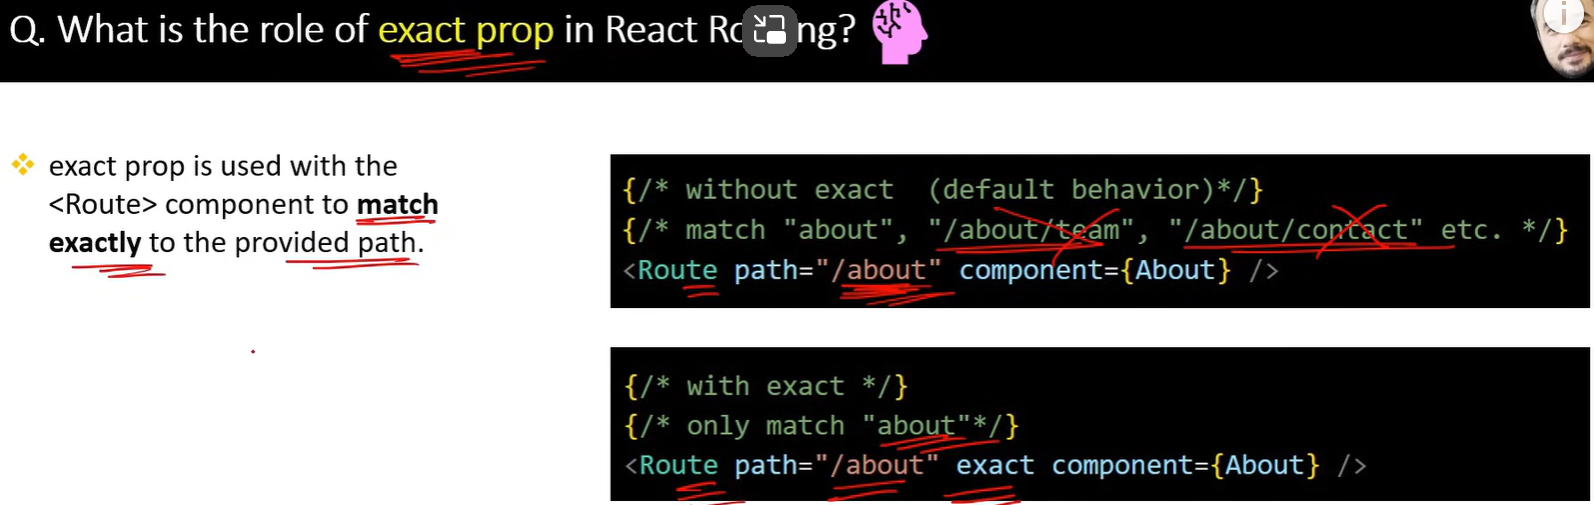 Q. What is the role of exact prop in React Ro ng?
exact prop is used with the
<Route> component to match
exactly to the provided path.
{/* without exact  (default behavior)*/}
{/* match "about", "/about/team", "/about/contact" etc. */}
<Route path="/about" component={About} />
{/* with exact */}
{/* only match "about"*/}
<Route path="/about" exact component={About} />